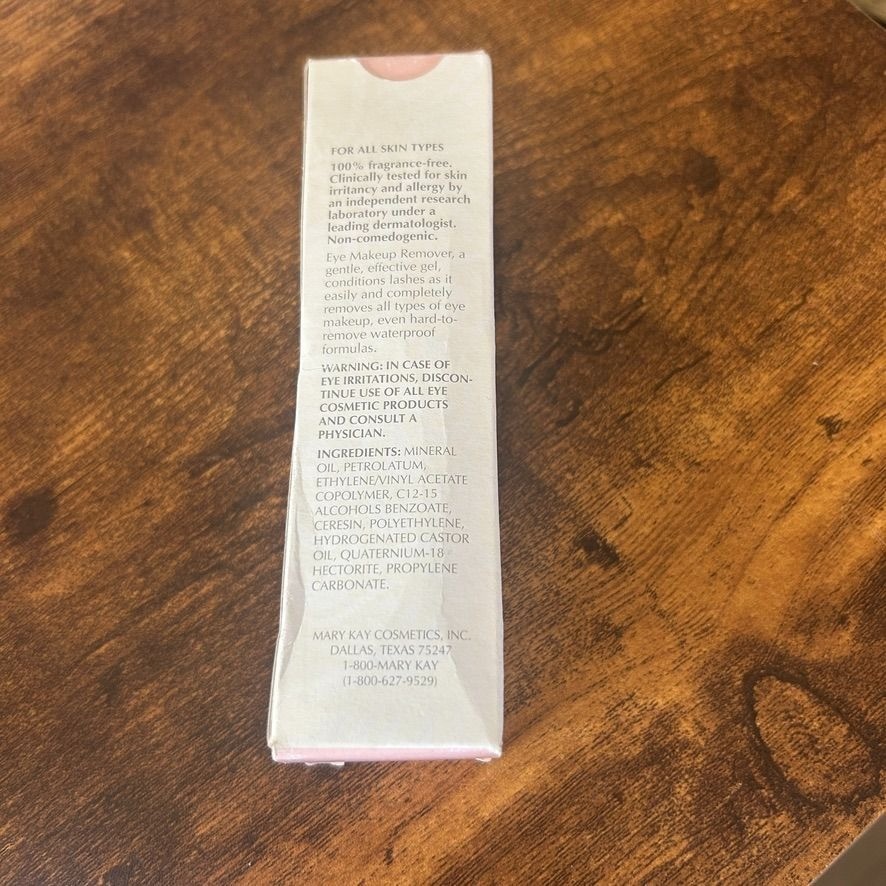 FOR ALL SKIN TYPES
100% fragrance-free.
Clinically tested for skin
irritancy and allergy by
an independent research
laboratory under a
leading dermatologist.
Non-comedogenic.
Eye Makeup Remover, a
gentle, effective gel,
conditions lashes as it
easily and completely
removes all types of eye
makeup, even hard-to-
remove waterproof
formulas.
WARNING: IN CASE OF
EYE IRRITATIONS, DISCON-
TINUE USE OF ALL EYE
COSMETIC PRODUCTS
AND CONSULT A
PHYSICIAN.
INGREDIENTS: MINERAL
OIL, PETROLATUM,
ETHYLENE/VINYL ACETATE
COPOLYMER, C12-15
ALCOHOLS BENZOATE,
CERESIN, POLYETHYLENE,
HYDROGENATED CASTOR
OIL, QUATERNIUM-18
HECTORITE, PROPYLENE
CARBONATE.
MARY KAY COSMETICS, INC.
DALLAS, TEXAS 75247
1-800-MARY KAY
(1-800-627-9529)